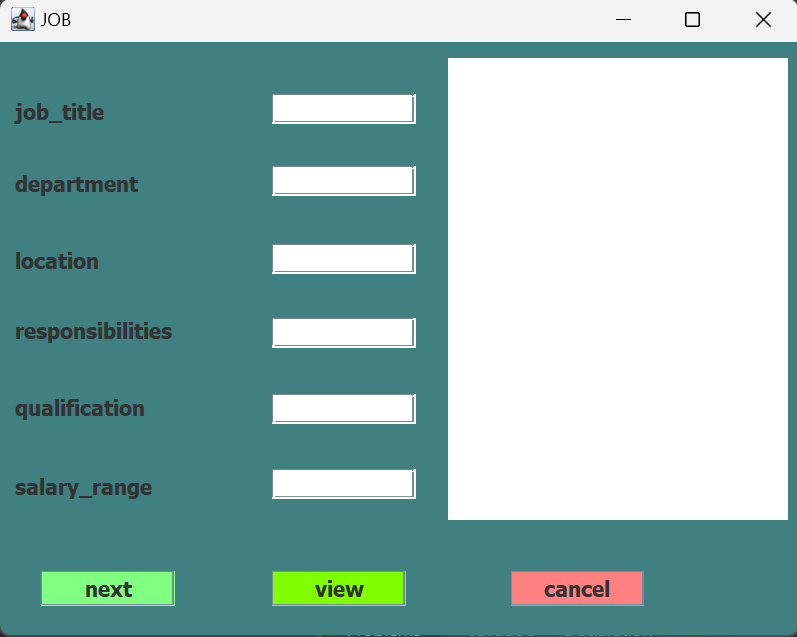 JOB
job_title
department
location
responsibilities
qualification
salary_range
next view cancel